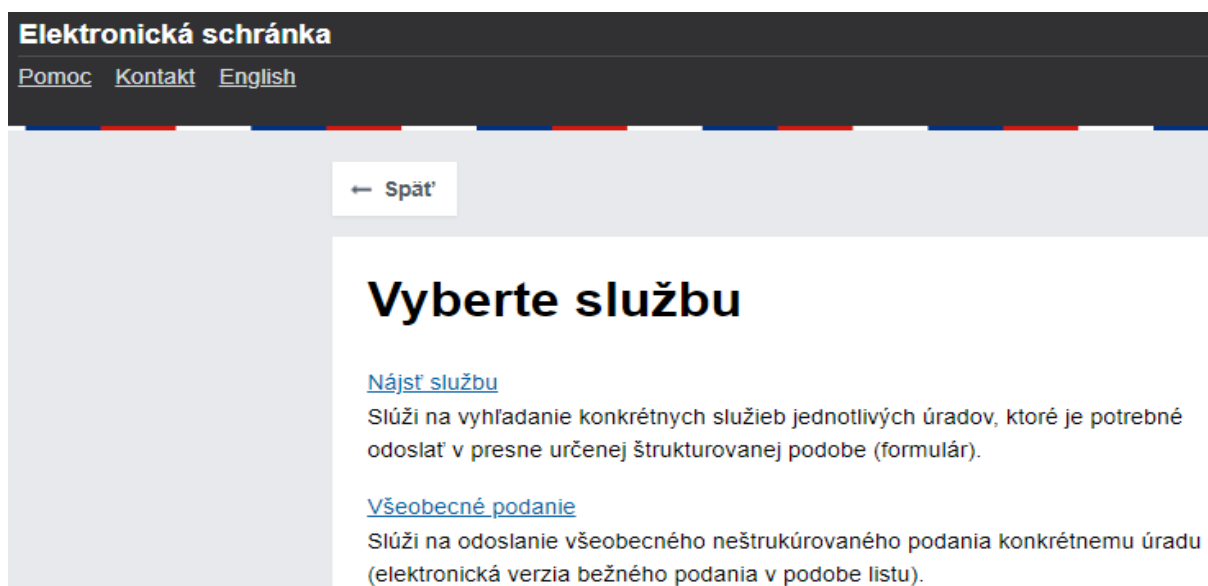 Elektronická schránka
Pomoc Kontakt English
← Späť
Vyberte službu
Nájsť službu
Slúži na vyhľadanie konkrétnych služieb jednotlivých úradov, ktoré je potrebné
odoslať v presne určenej štrukturovanej podobe (formulár).
Všeobecné podanie
Slúži na odoslanie všeobecného neštrukúrovaného podania konkrétnemu úradu
(elektronická verzia bežného podania v podobe listu).